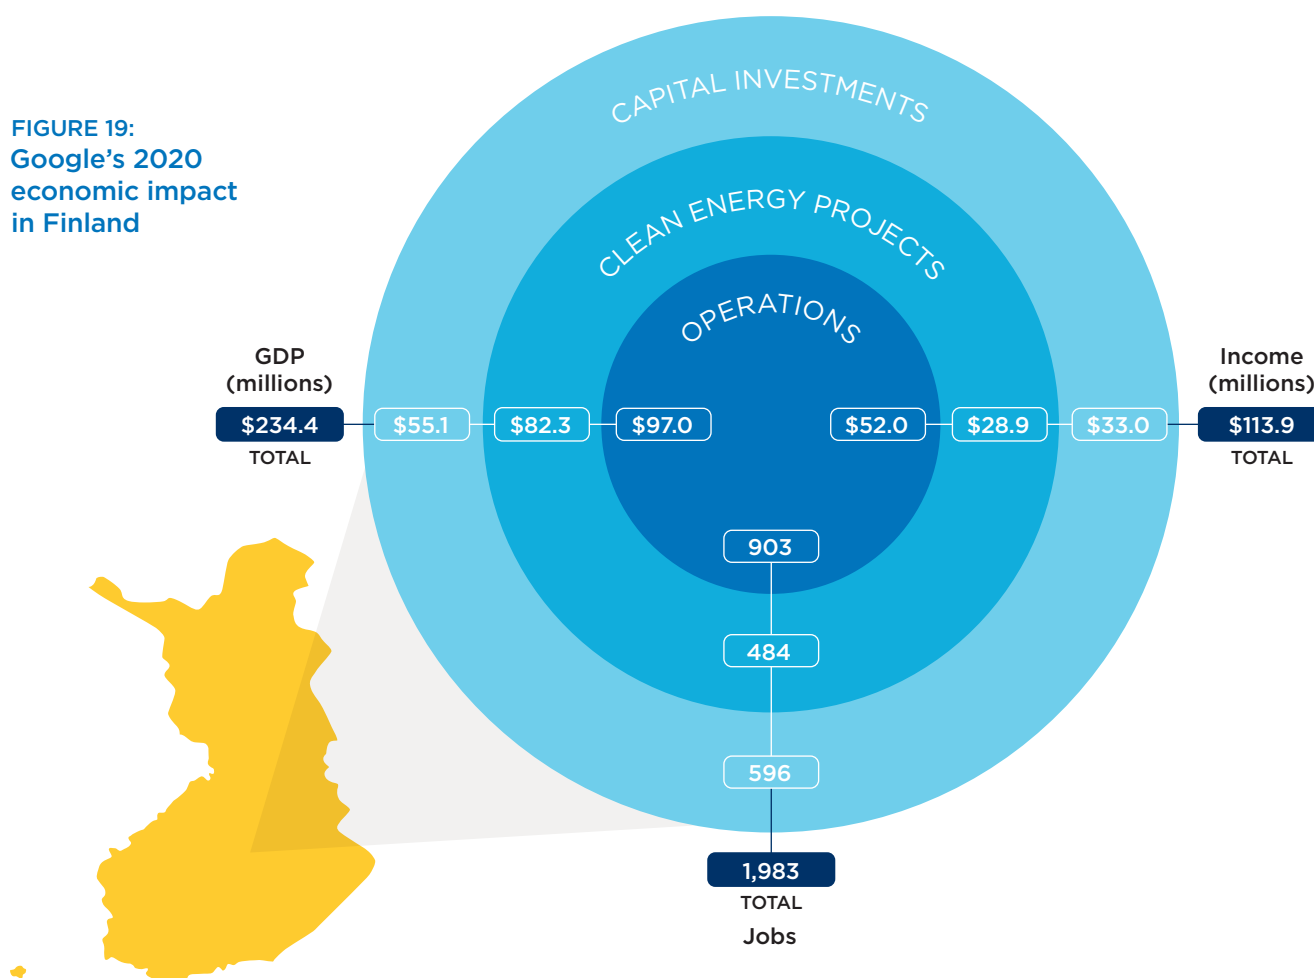 FIGURE 19:
Google's 2020
economic impact
in Finland
CAPITAL INVESTMENTS
CLEAN ENERGY PROJECTS
OPERATIONS
GDP
(millions)
$234.4
TOTAL
$55.1
$82.3
$97.0
$52.0
$28.9
$33.0
Income
(millions)
$113.9
TOTAL
903
484
596
1,983
TOTAL
Jobs